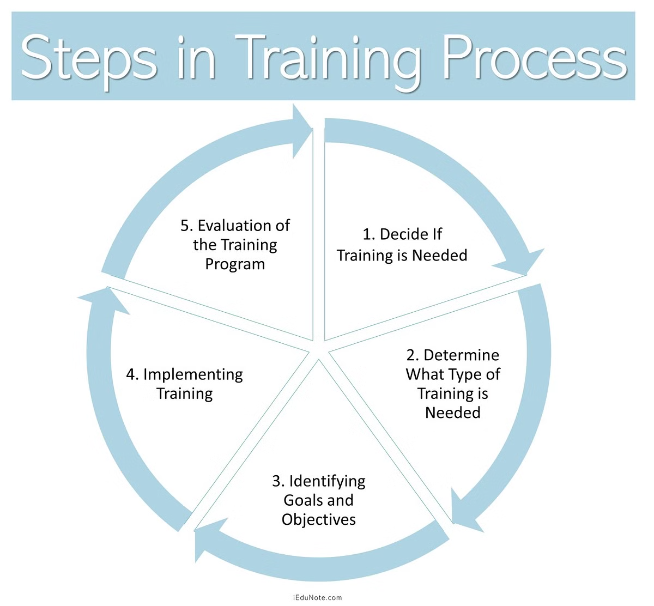 Steps in Training Process
1. Decide If
Training is Needed
2. Determine
What Type of
Training is
Needed
3. Identifying
Goals and
Objectives
4. Implementing
Training
5. Evaluation of
the Training
Program
iEduNote.com